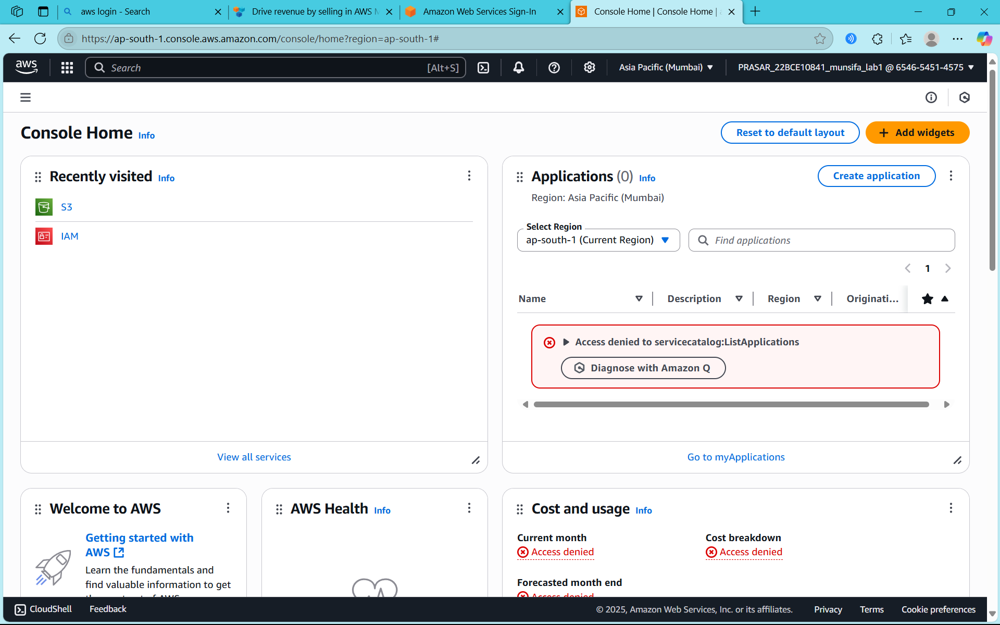 aws login - Search
Drive revenue by selling in AWS M
Amazon Web Services Sign-In
Console Home | Console Home | a
https://ap-south-1.console.aws.amazon.com/console/home?region=ap-south-1#
aws
Search
[Alt+S]
Asia Pacific (Mumbai)
PRASAR_22BCE10841_munsifa_lab1 @ 6546-5451-4575
Console Home Info
Reset to default layout
Add widgets
Recently visited Info
S3
IAM
View all services
Applications (0) Info
Create application
Region: Asia Pacific (Mumbai)
Select Region
ap-south-1 (Current Region)
Find applications
1
Name
Description
Region
Originati...
Access denied to servicecatalog:ListApplications
Diagnose with Amazon Q
Go to myApplications
Welcome to AWS
Getting started with
AWS
Learn the fundamentals and
find valuable information to get
AWS Health Info
Cost and usage Info
Current month
Access denied
Cost breakdown
Access denied
Forecasted month end
Access denied
CloudShell
Feedback
© 2025, Amazon Web Services, Inc. or its affiliates.
Privacy
Terms
Cookie preferences